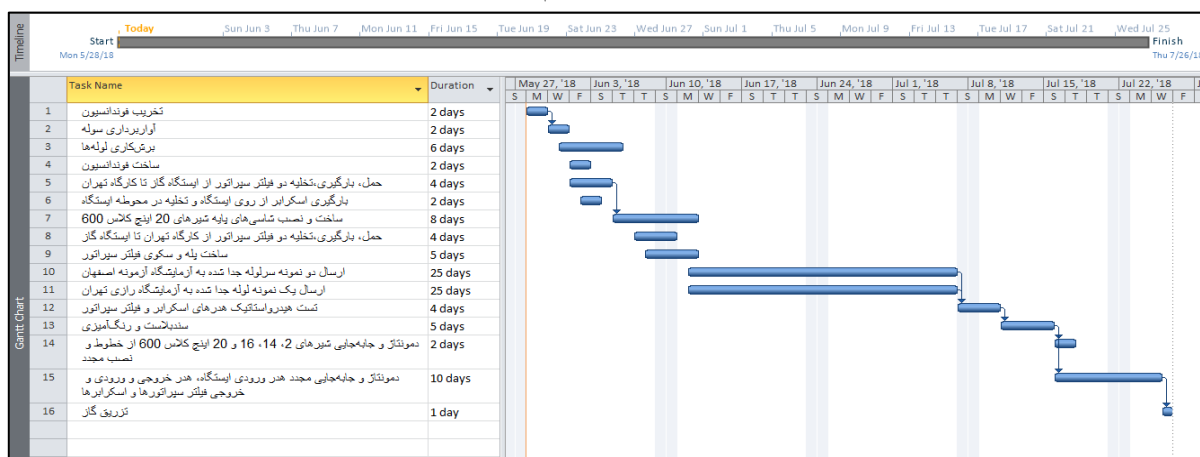 Today Sun Jun 3 Thu Jun 7 Mon Jun 11 Fri Jun 15 Tue Jun 19 Sat Jun 23 Wed Jun 27 Sun Jul 1 Thu Jul 5 Mon Jul 9 Fri Jul 13 Tue Jul 17 Sat Jul 21 Wed Jul 25
Timeline
Start
Mon 5/28/18
Finish
Thu 7/26/18
Task Name Duration May 27, '18 Jun 3, '18 Jun 10, '18 Jun 17, '18 Jun 24, '18 Jul 1, '18 Jul 8, '18 Jul 15, '18 Jul 22, '18
S M W F S T T S M W F S T T S M W F S T T S M W F S T T S M W F
Gantt Chart
1 تخریب فوندانسیون 2 days
2 آواربرداری سوله 2 days
3 برش‌کاری لوله‌ها 6 days
4 ساخت فوندانسیون 2 days
5 حمل، بارگیری،تخلیه دو فیلتر سپراتور از ایستگاه گاز تا کارگاه تهران 4 days
6 بارگیری اسکرابر از روی ایستگاه و تخلیه در محوطه ایستگاه 2 days
7 ساخت و نصب شاسی‌های پایه شیرهای 20 اینچ کلاس 600 8 days
8 حمل، بارگیری،تخلیه دو فیلتر سپراتور از کارگاه تهران تا ایستگاه گاز 4 days
9 ساخت پله و سکوی فیلتر سپراتور 5 days
10 ارسال دو نمونه سرلوله جدا شده به آزمایشگاه آزمونه اصفهان 25 days
11 ارسال یک نمونه لوله جدا شده به آزمایشگاه رازی تهران 25 days
12 تست هیدرواستاتیک هدرهای اسکرابر و فیلتر سپراتور 4 days
13 سندبلاست و رنگ‌آمیزی 5 days
14 دمونتاژ و جابه‌جایی شیرهای 2، 14، 16 و 20 اینچ کلاس 600 از خطوط و 2 days
نصب مجدد
15 دمونتاژ و جابه‌جایی مجدد هدر ورودی ایستگاه، هدر خروجی و ورودی و 10 days
خروجی فیلتر سپراتورها و اسکرابرها
16 تزریق گاز 1 day